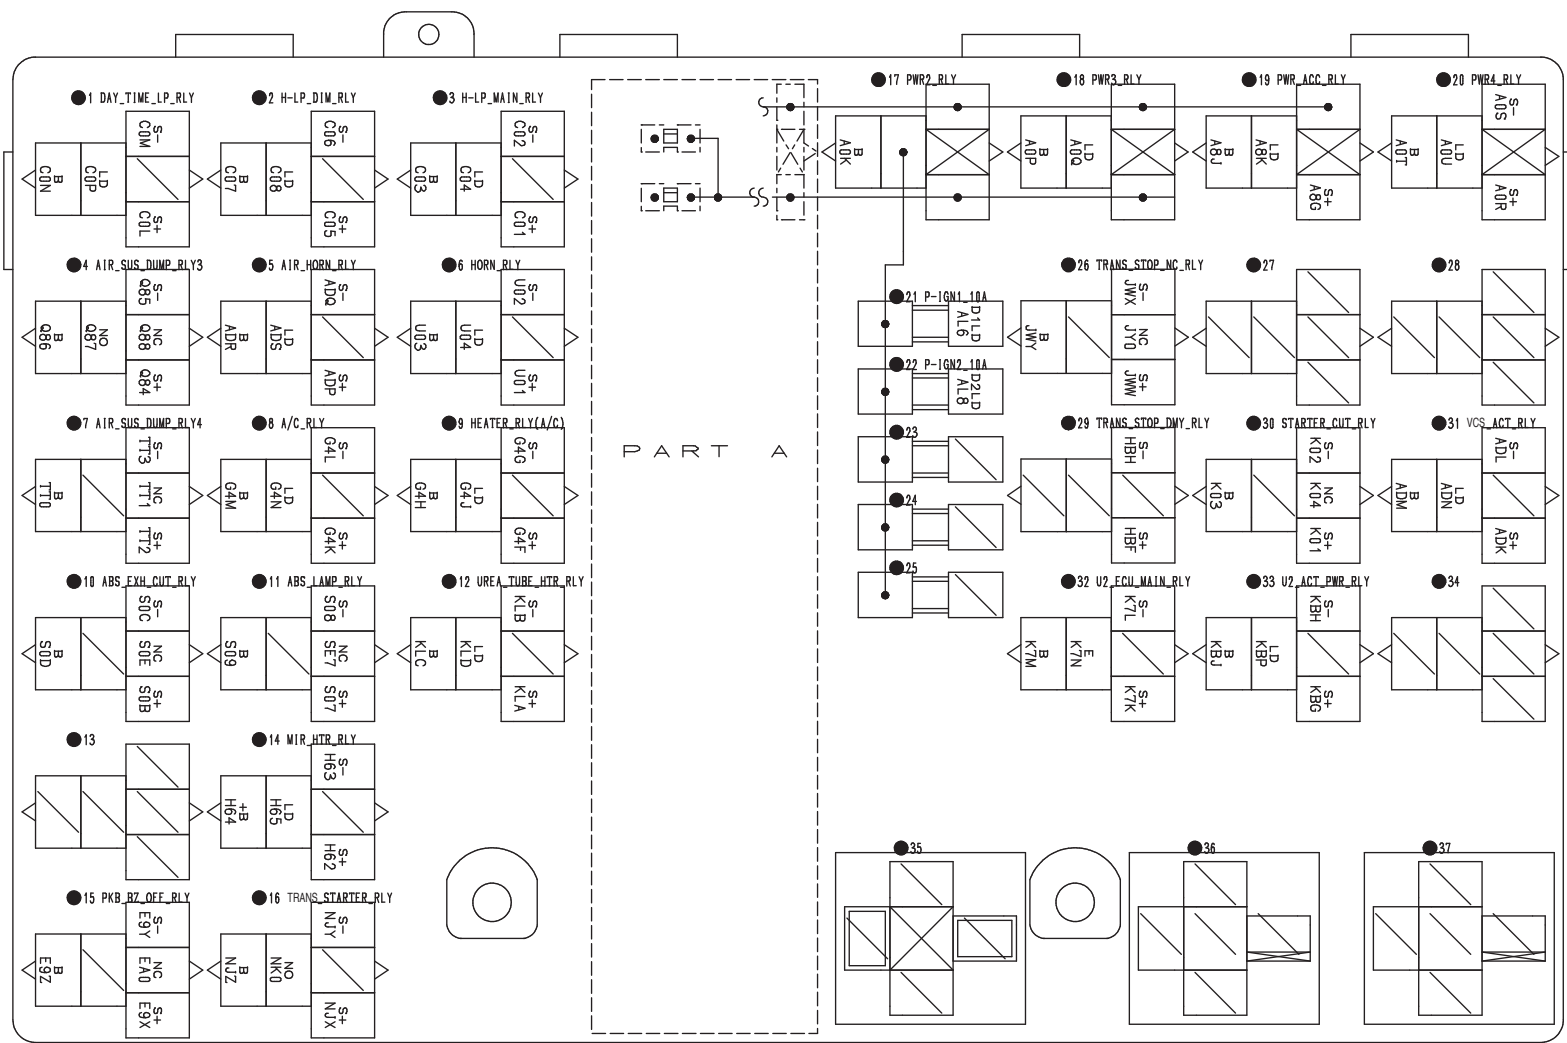 1 DAY_TIME_LP_RLY
S-
C0M
B
C0N
LD
C0P
S+
C0L
2 H-LP_DIM_RLY
S-
C06
B
C07
LD
C08
S+
C05
3 H-LP_MAIN_RLY
S-
C02
B
C03
LD
C04
S+
C01
17 PWR2_RLY
B
A0K
18 PWR3_RLY
B
A0P
LD
A0Q
19 PWR_ACC_RLY
B
A8J
LD
A8K
S+
A8G
20 PWR4_RLY
S-
A0S
B
A0T
LD
A0U
S+
A0R
4 AIR_SUS_DUMP_RLY3
S-
Q85
B
Q86
NO
Q87
NC
Q88
S+
Q84
5 AIR_HORN_RLY
S-
ADQ
B
ADR
LD
ADS
S+
ADP
6 HORN_RLY
S-
U02
B
U03
LD
U04
S+
U01
21 P-IGN1_10A
D1LD
AL6
22 P-IGN2_10A
D2LD
AL8
23
24
25
26 TRANS_STOP_NC_RLY
S-
JWX
B
JWY
NC
JY0
S+
JWW
27
28
7 AIR_SUS_DUMP_RLY4
S-
TT3
B
TT0
NC
TT1
S+
TT2
8 A/C_RLY
S-
G4L
B
G4M
LD
G4N
S+
G4K
9 HEATER_RLY(A/C)
S-
G4G
B
G4H
LD
G4J
S+
G4F
PART A
29 TRANS_STOP_DMY_RLY
S-
HBH
S+
HBF
30 STARTER_CUT_RLY
S-
K02
B
K03
NC
K04
S+
K01
31 VCS_ACT_RLY
S-
ADL
B
ADM
LD
ADN
S+
ADK
10 ABS_EXH_CUT_RLY
S-
S0C
B
S0D
NC
S0E
S+
S0B
11 ABS_LAMP_RLY
S-
S08
B
S09
NC
SE7
S+
S07
12 UREA_TUBE_HTR_RLY
S-
KLB
B
KLC
LD
KLD
S+
KLA
32 U2_ECU_MAIN_RLY
S-
K7L
B
K7M
E
K7N
S+
K7K
33 U2_ACT_PWR_RLY
S-
KBH
B
KBJ
LD
KBP
S+
KBG
34
13
14 MIR_HTR_RLY
S-
H63
+B
H64
LD
H65
S+
H62
35
36
37
15 PKB_BZ_OFF_RLY
S-
E9Y
B
E9Z
NC
EA0
S+
E9X
16 TRANS_STARTER_RLY
S-
NJY
B
NJZ
NO
NK0
S+
NJX